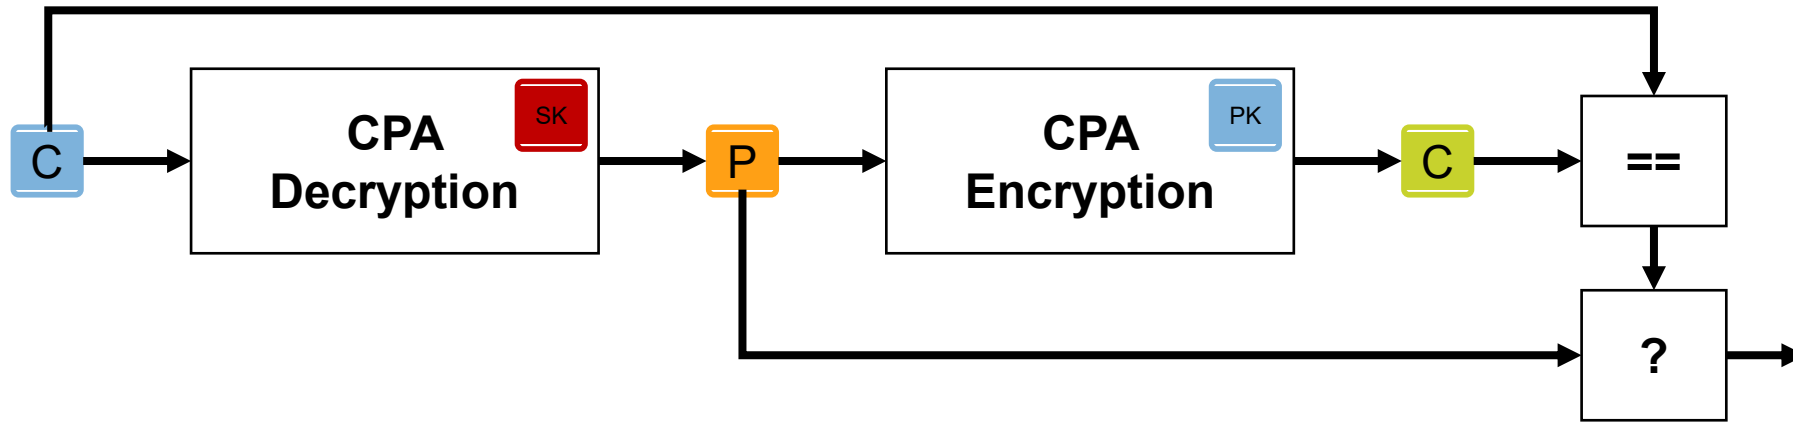 C
CPA
Decryption
SK
P
CPA
Encryption
PK
C
==
?